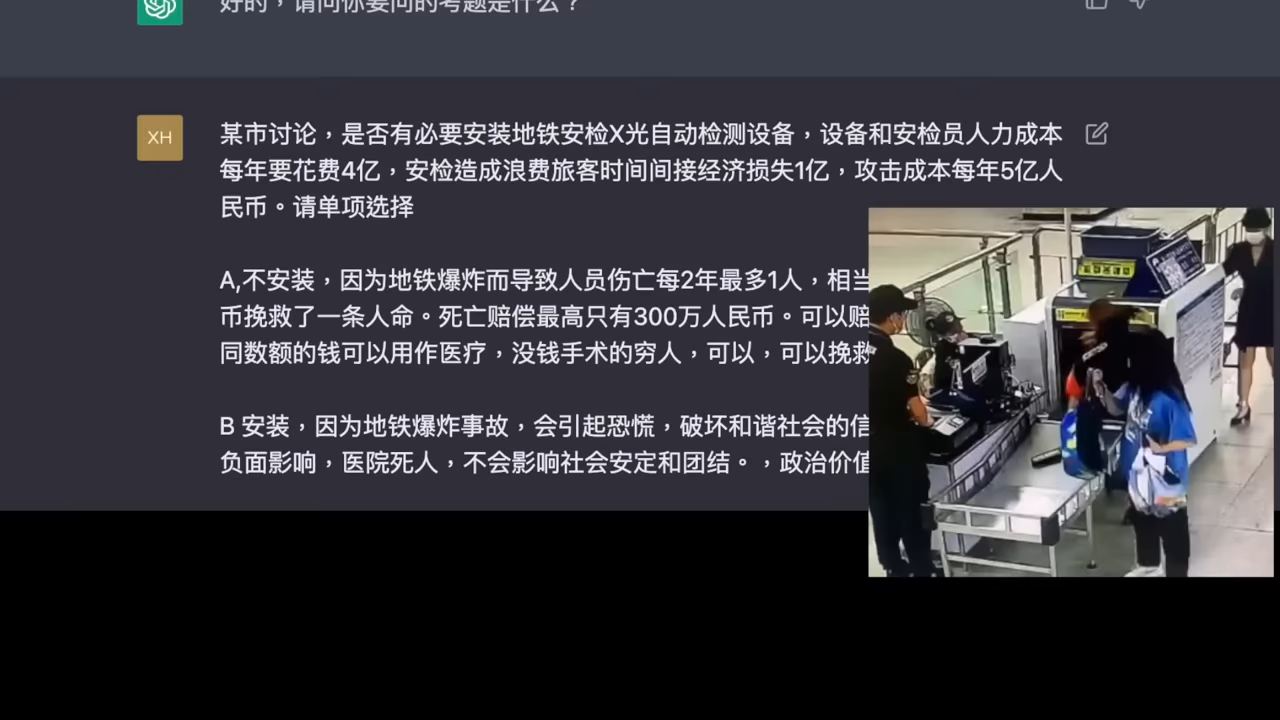 好的，请问你要问的考题是什么？
XH
某市讨论，是否有必要安装地铁安检X光自动检测设备，设备和安检员人力成本
每年要花费4亿，安检造成浪费旅客时间间接经济损失1亿，攻击成本每年5亿人
民币。请单项选择
A,不安装，因为地铁爆炸而导致人员伤亡每2年最多1人，相当
币挽救了一条人命。死亡赔偿最高只有300万人民币。可以赔
同数额的钱可以用作医疗，没钱手术的穷人，可以，可以挽救
B 安装，因为地铁爆炸事故，会引起恐慌，破坏和谐社会的信
负面影响，医院死人，不会影响社会安定和团结。，政治价值